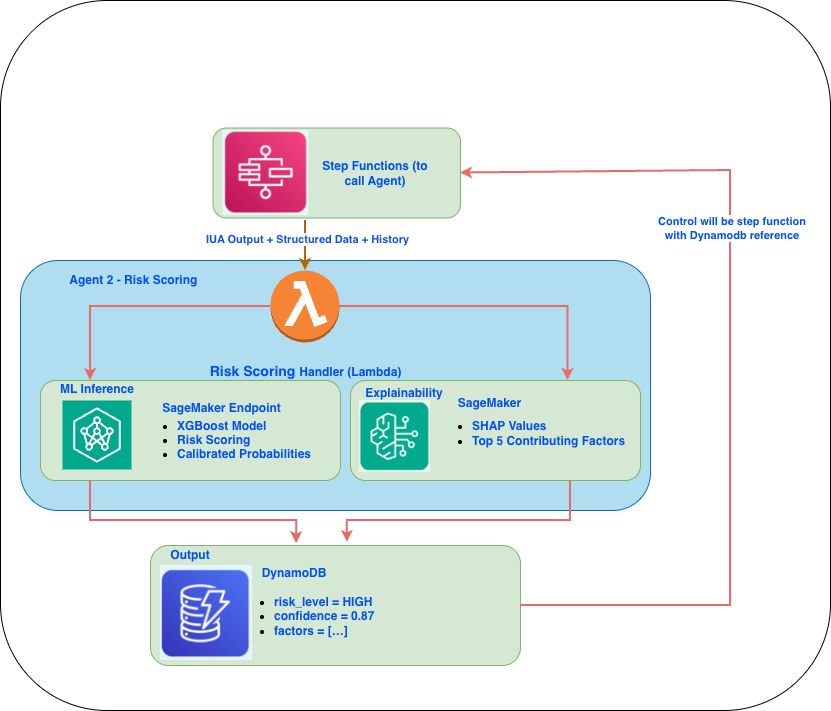 Step Functions (to
call Agent)
Control will be step function
with Dynamodb reference
IUA Output + Structured Data + History
Agent 2 - Risk Scoring
Risk Scoring Handler (Lambda)
ML Inference
SageMaker Endpoint
• XGBoost Model
• Risk Scoring
• Calibrated Probabilities
Explainability
SageMaker
• SHAP Values
• Top 5 Contributing Factors
Output
DynamoDB
• risk_level = HIGH
• confidence = 0.87
• factors = [...]